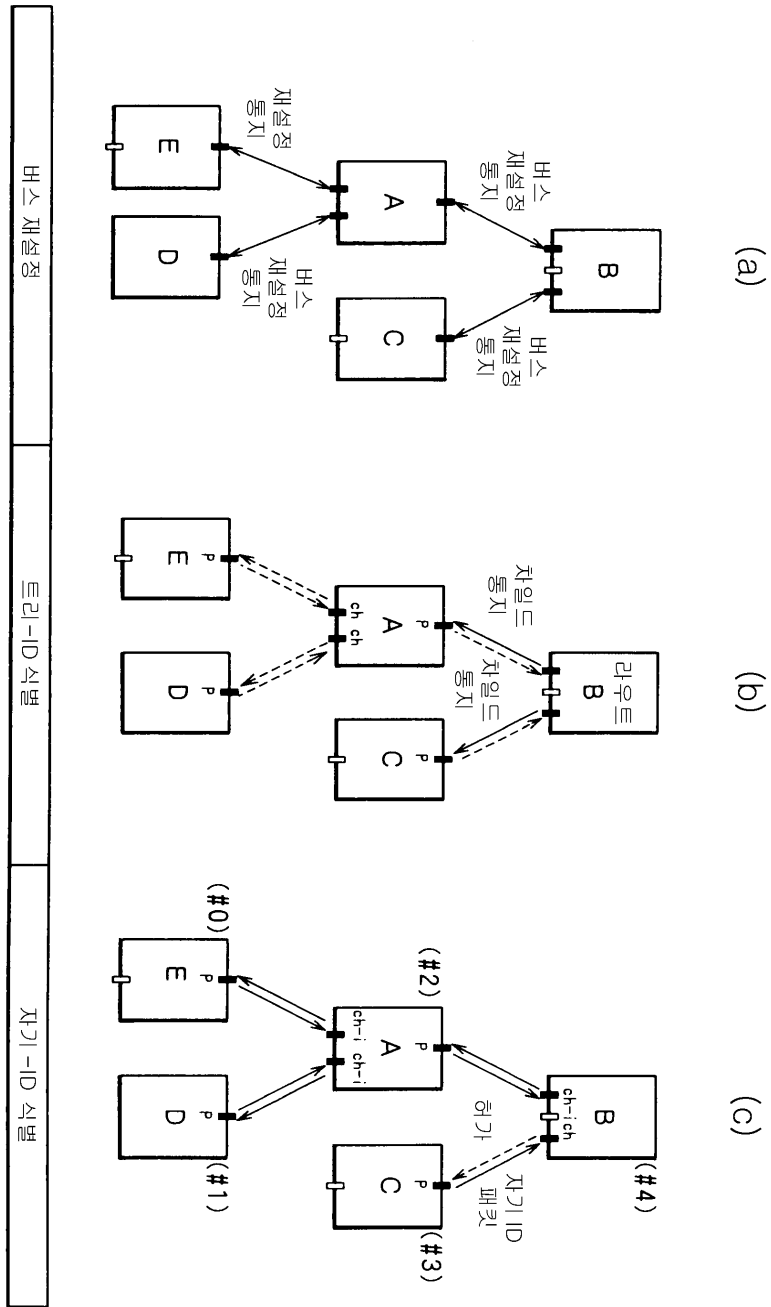 (a)
B
버스
재설정
통지
버스
재설정
통지
A
C
재설정
통지
버스
재설정
통지
E
D
버스 재설정
(b)
라우트
B
차일드
통지
차일드
통지
P
A
ch ch
P
C
P
E
P
D
트리-ID 식별
(c)
B
(#4)
ch-i ch
허가
자기 ID
패킷
(#2)
P
A
ch-i ch-i
P
C
(#3)
(#0)
P
E
P
D
(#1)
자기-ID 식별